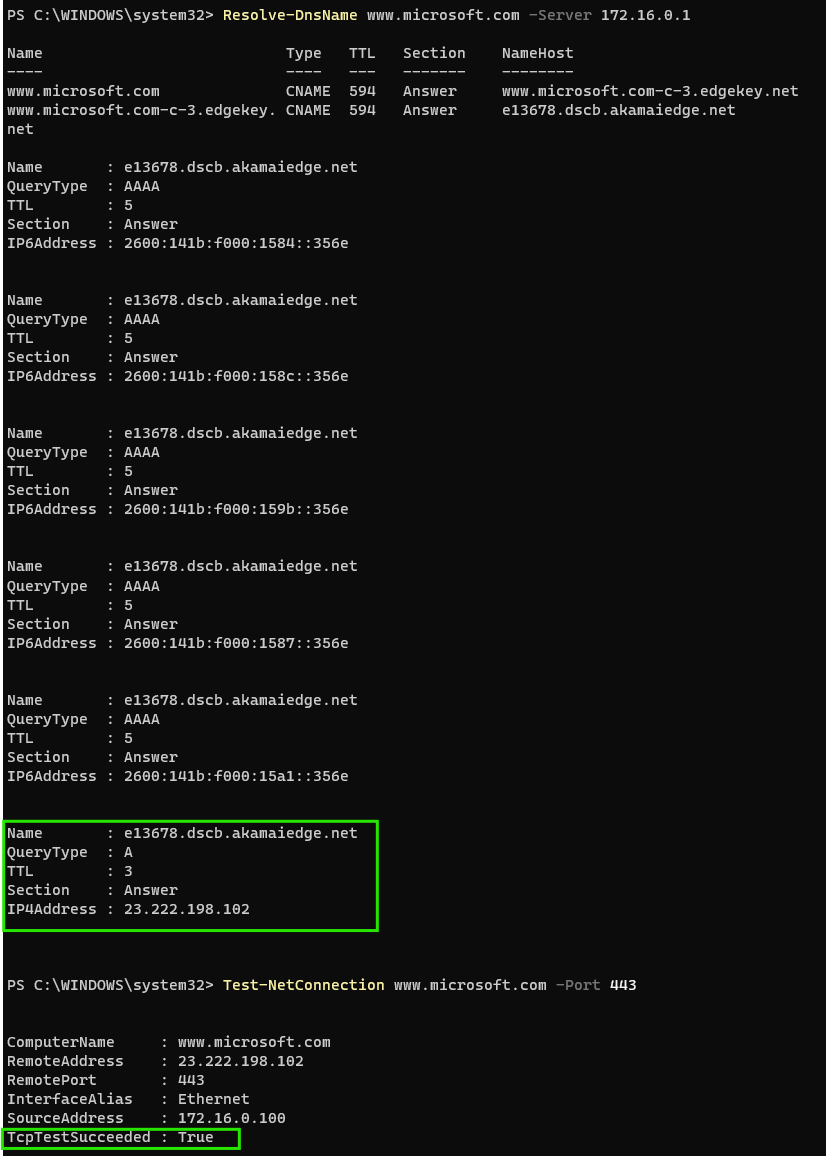 PS C:\WINDOWS\system32> Resolve-DnsName www.microsoft.com -Server 172.16.0.1
Name Type TTL Section NameHost
---- ---- --- ------- --------
www.microsoft.com CNAME 594 Answer www.microsoft.com-c-3.edgekey.net
www.microsoft.com-c-3.edgekey. CNAME 594 Answer e13678.dscb.akamaiedge.net
net
Name : e13678.dscb.akamaiedge.net
QueryType : AAAA
TTL : 5
Section : Answer
IP6Address : 2600:141b:f000:1584::356e
Name : e13678.dscb.akamaiedge.net
QueryType : AAAA
TTL : 5
Section : Answer
IP6Address : 2600:141b:f000:158c::356e
Name : e13678.dscb.akamaiedge.net
QueryType : AAAA
TTL : 5
Section : Answer
IP6Address : 2600:141b:f000:159b::356e
Name : e13678.dscb.akamaiedge.net
QueryType : AAAA
TTL : 5
Section : Answer
IP6Address : 2600:141b:f000:1587::356e
Name : e13678.dscb.akamaiedge.net
QueryType : AAAA
TTL : 5
Section : Answer
IP6Address : 2600:141b:f000:15a1::356e
Name : e13678.dscb.akamaiedge.net
QueryType : A
TTL : 3
Section : Answer
IP4Address : 23.222.198.102
PS C:\WINDOWS\system32> Test-NetConnection www.microsoft.com -Port 443
ComputerName : www.microsoft.com
RemoteAddress : 23.222.198.102
RemotePort : 443
InterfaceAlias : Ethernet
SourceAddress : 172.16.0.100
TcpTestSucceeded : True